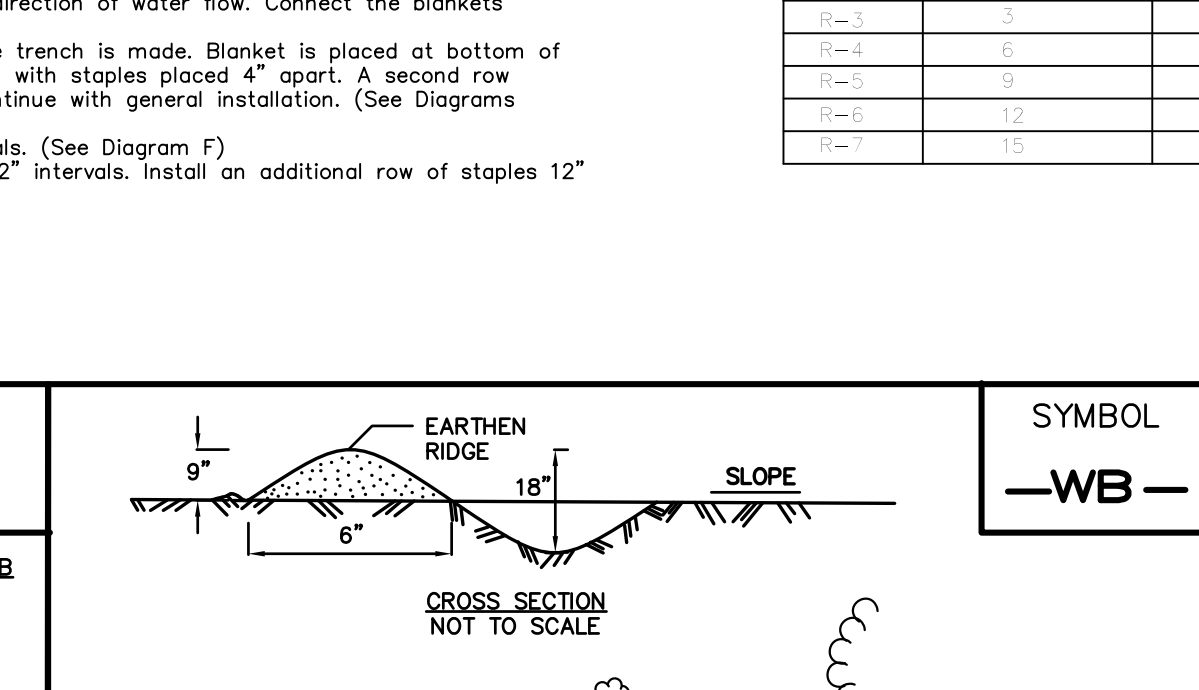 direction of water flow. Connect the blankets
trench is made. Blanket is placed at bottom of
with staples placed 4” apart. A second row
general installation. (See Diagrams
(See Diagram F)
2” intervals. Install an additional row of staples 12”
R-3 3
R-4 6
R-5 9
R-6 12
R-7 15
SYMBOL
WB
EARTHEN
RIDGE
9”
18”
SLOPE
6”
B
CROSS SECTION
NOT TO SCALE